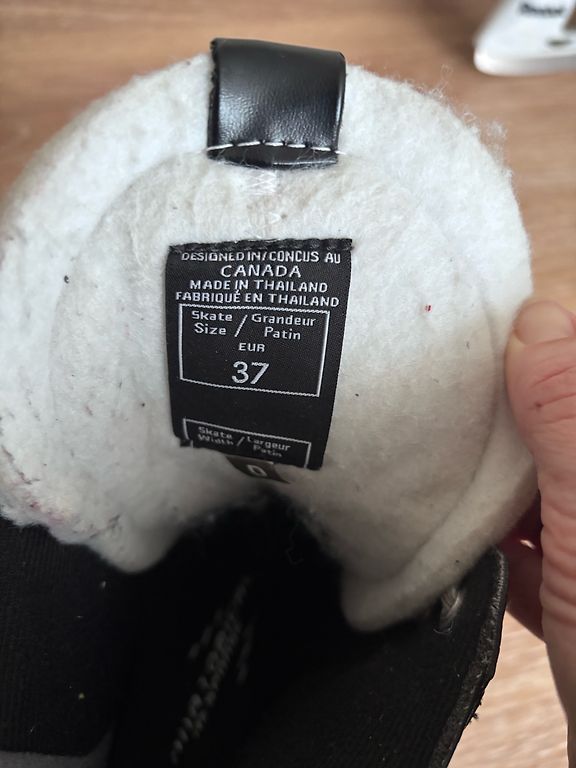 DESIGNED IN/CONCUS AU
CANADA
MADE IN THAILAND
FABRIQUÉ EN THAILAND
Skate / Grandeur
Size / Patin
EUR
37
Skate / Largeur
Width / Patin
D